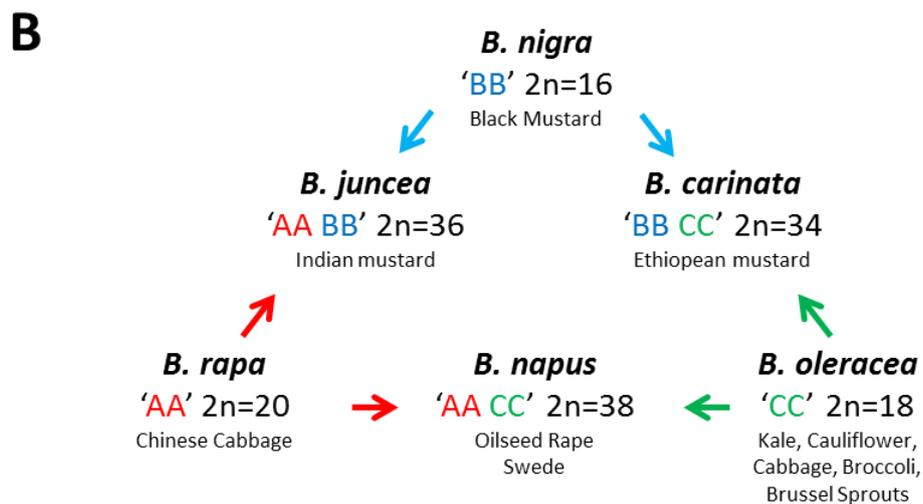 B
B. nigra
‘BB’ 2n=16
Black Mustard
B. juncea
‘AA BB’ 2n=36
Indian mustard
B. carinata
‘BB CC’ 2n=34
Ethiopean mustard
B. rapa
‘AA’ 2n=20
Chinese Cabbage
B. napus
‘AA CC’ 2n=38
Oilseed Rape
Swede
B. oleracea
‘CC’ 2n=18
Kale, Cauliflower,
Cabbage, Broccoli,
Brussel Sprouts